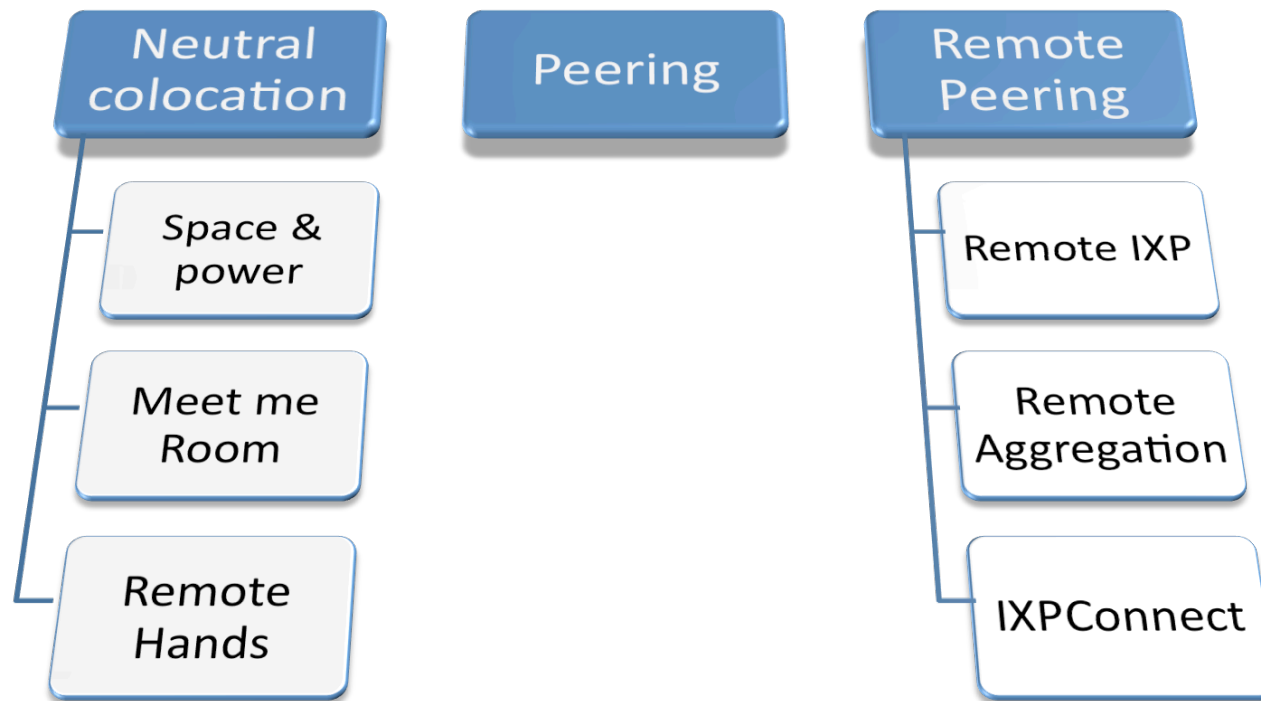 Neutral
colocation
Space &
power
Meet me
Room
Remote
Hands
Peering
Remote
Peering
Remote IXP
Remote
Aggregation
IXPConnect